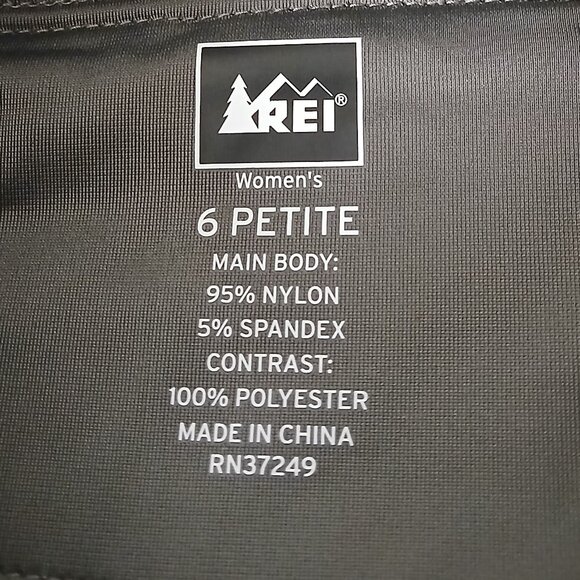 REI®
Women's
6 PETITE
MAIN BODY:
95% NYLON
5% SPANDEX
CONTRAST:
100% POLYESTER
MADE IN CHINA
RN37249